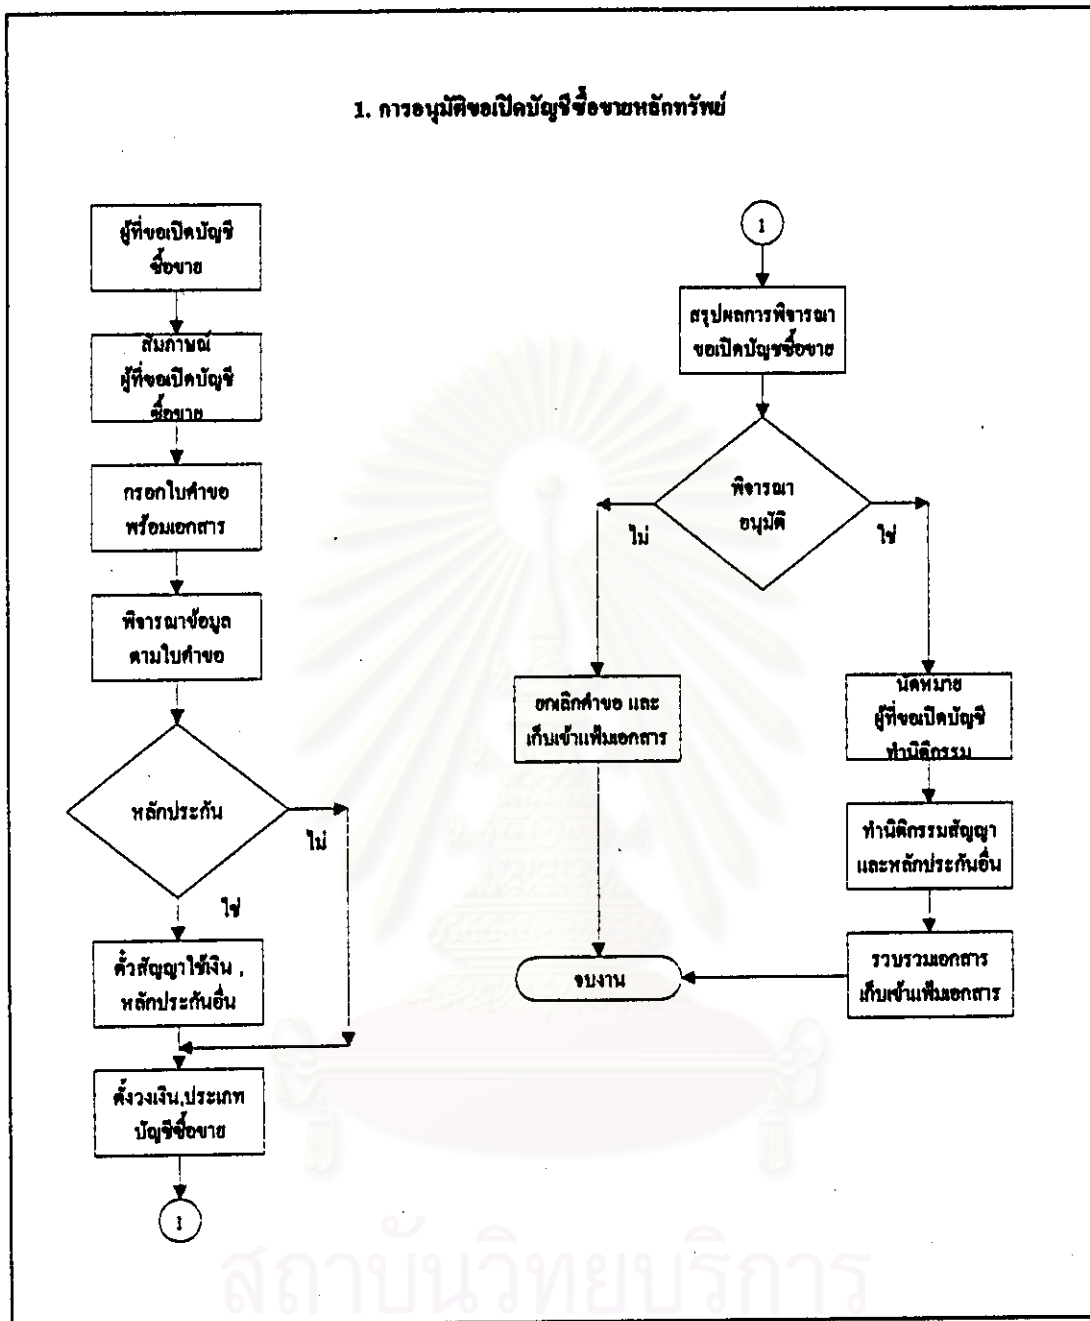 1. การอนุมัติขอเปิดบัญชีซื้อขายหลักทรัพย์
ผู้ที่ขอเปิดบัญชี
ซื้อขาย
สัมภาษณ์
ผู้ที่ขอเปิดบัญชี
ซื้อขาย
กรอกใบคำขอ
พร้อมเอกสาร
พิจารณาข้อมูล
ตามใบคำขอ
หลักประกัน
ไม่
ใช่
ตั๋วสัญญาใช้เงิน ,
หลักประกันอื่น
ตั้งวงเงิน,ประเภท
บัญชีซื้อขาย
1
1
สรุปผลการพิจารณา
ขอเปิดบัญชซื้อขาย
พิจารณา
อนุมัติ
ไม่
ใช่
ยกเลิกคำขอ และ
เก็บเข้าแฟ้มเอกสาร
นัดหมาย
ผู้ที่ขอเปิดบัญชี
ทำนิติกรรม
ทำนิติกรรมสัญญา
และหลักประกันอื่น
รวบรวมเอกสาร
เก็บเข้าแฟ้มเอกสาร
จบงาน
สถาบันวิทยบริการ